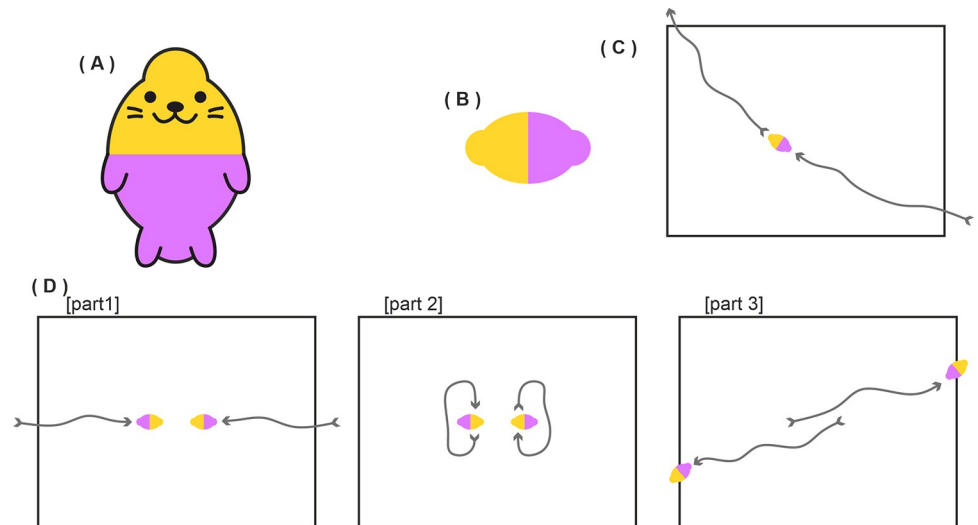 ( A )
( B )
( C )
( D )
[part1]
[part 2]
[part 3]